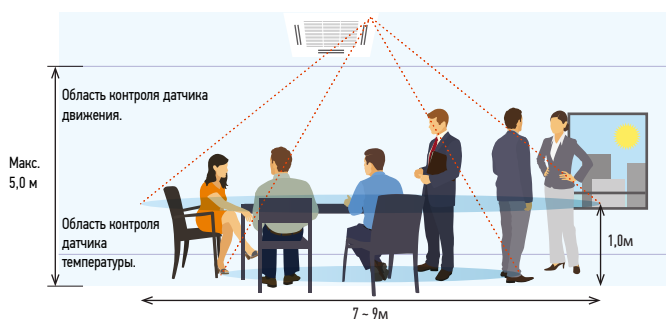 Область контроля датчика
движения.
Макс.
5,0 м
Область контроля
датчика
температуры.
1,0м
7 ~ 9м